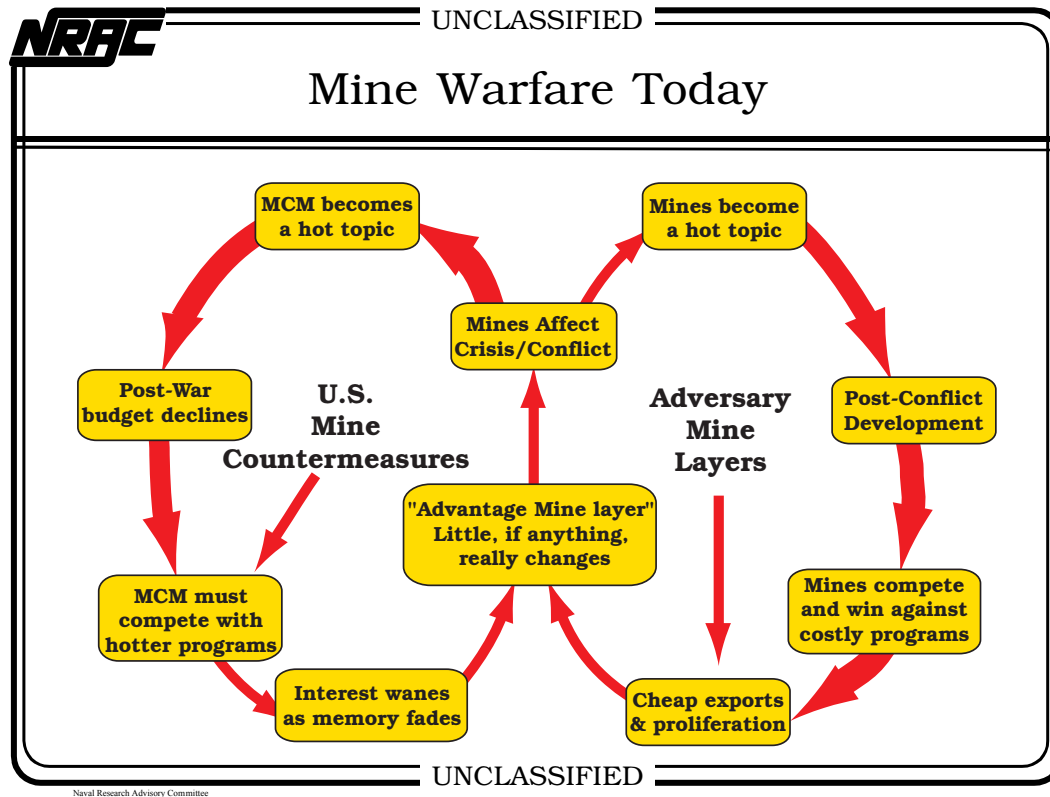 UNCLASSIFIED
NRAC
Mine Warfare Today
MCM becomes
a hot topic
Mines become
a hot topic
Mines Affect
Crisis/Conflict
Post-War
budget declines
U.S.
Mine
Countermeasures
Adversary
Mine
Layers
Post-Conflict
Development
"Advantage Mine layer"
Little, if anything,
really changes
MCM must
compete with
hotter programs
Mines compete
and win against
costly programs
Interest wanes
as memory fades
Cheap exports
& proliferation
UNCLASSIFIED
Naval Research Advisory Committee